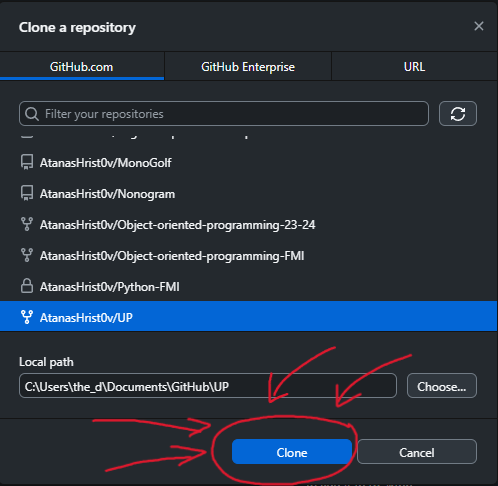 Clone a repository
GitHub.com
GitHub Enterprise
URL
Filter your repositories
AtanasHrist0v/MonoGolf
AtanasHrist0v/Nonogram
AtanasHrist0v/Object-oriented-programming-23-24
AtanasHrist0v/Object-oriented-programming-FMI
AtanasHrist0v/Python-FMI
AtanasHrist0v/UP
Local path
C:\Users\the_d\Documents\GitHub\UP
Choose...
Clone
Cancel